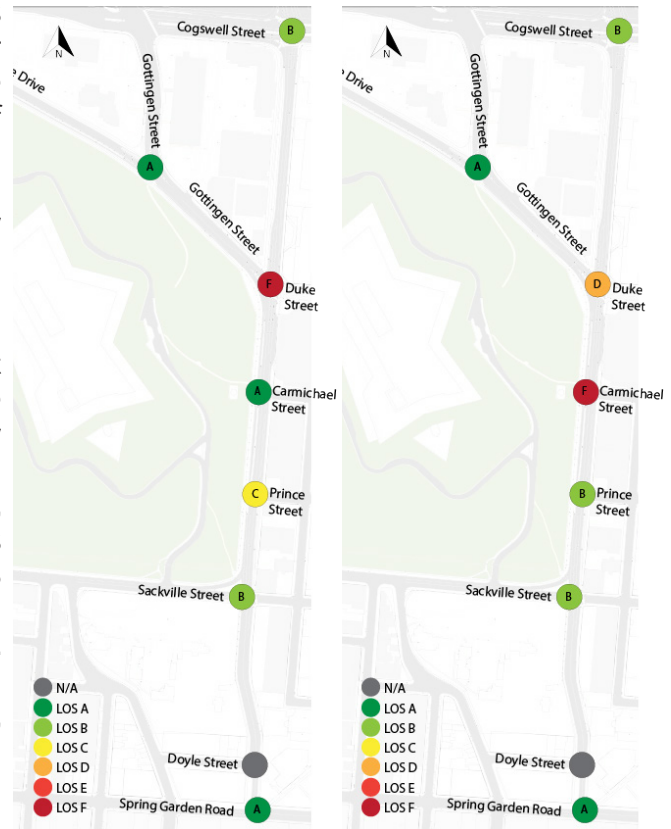 Cogswell Street
B
N
Gottingen Street
e Drive
A
Gottingen Street
F
Duke
Street
A
Carmichael
Street
C
Prince
Street
Sackville Street
B
N/A
LOS A
LOS B
LOS C
LOS D
LOS E
LOS F
Doyle Street
Spring Garden Road
A
Cogswell Street
B
N
Gottingen Street
e Drive
A
Gottingen Street
D
Duke
Street
F
Carmichael
Street
B
Prince
Street
Sackville Street
B
N/A
LOS A
LOS B
LOS C
LOS D
LOS E
LOS F
Doyle Street
Spring Garden Road
A